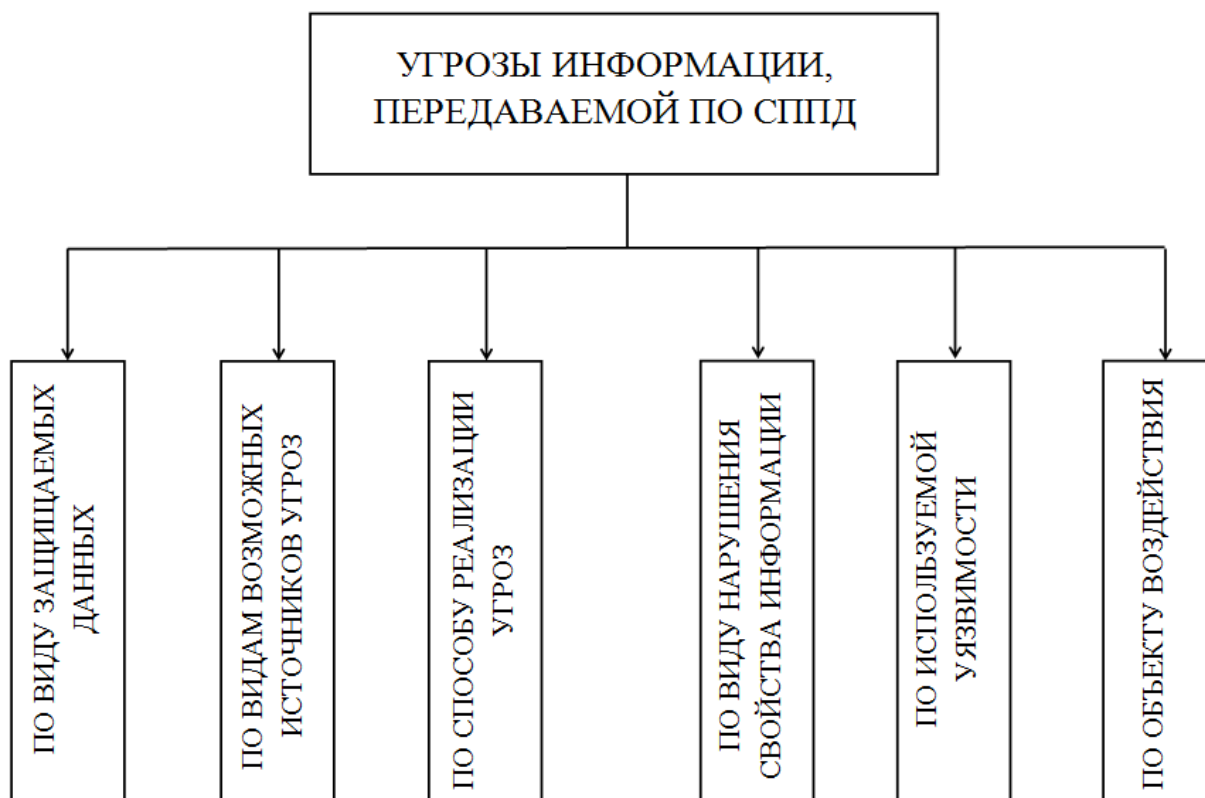 УГРОЗЫ ИНФОРМАЦИИ,
ПЕРЕДАВАЕМОЙ ПО СППД
ПО ВИДУ ЗАЩИЩАЕМЫХ
ДАННЫХ
ПО ВИДАМ ВОЗМОЖНЫХ
ИСТОЧНИКОВ УГРОЗ
ПО СПОСОБУ РЕАЛИЗАЦИИ
УГРОЗ
ПО ВИДУ НАРУШЕНИЯ
СВОЙСТВА ИНФОРМАЦИИ
ПО ИСПОЛЬЗУЕМОЙ
УЯЗВИМОСТИ
ПО ОБЪЕКТУ ВОЗДЕЙСТВИЯ